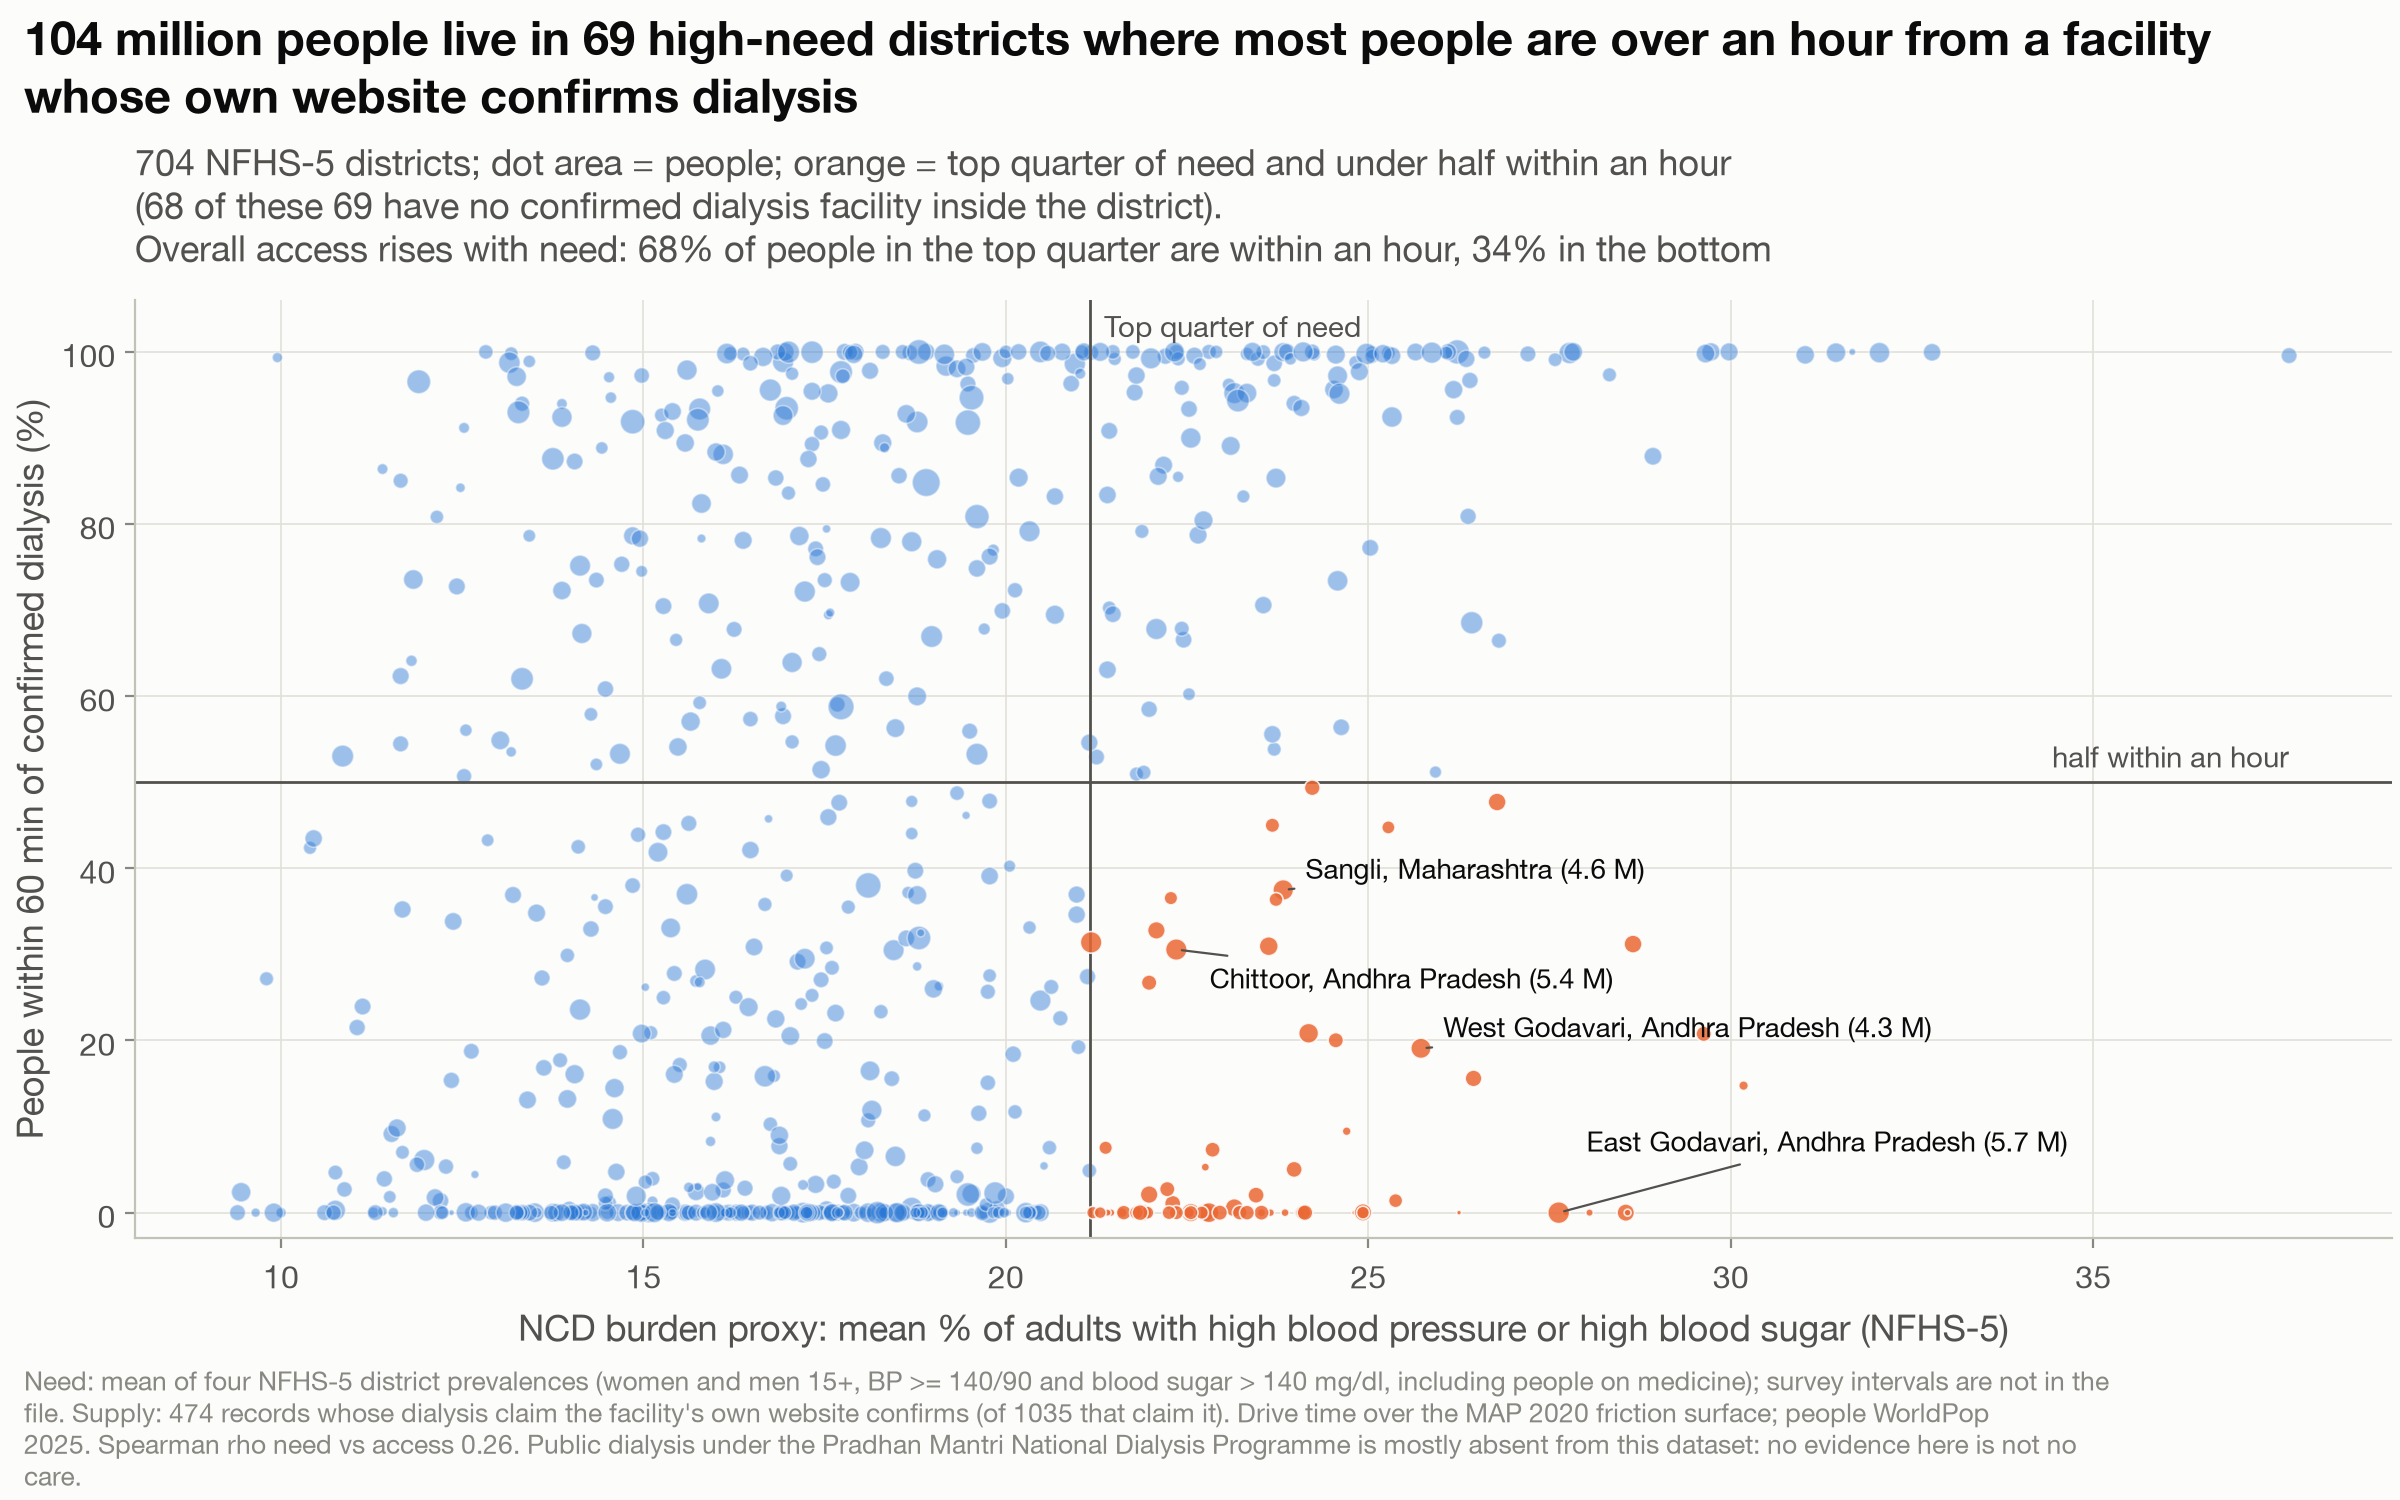 104 million people live in 69 high-need districts where most people are over an hour from a facility
whose own website confirms dialysis
704 NFHS-5 districts; dot area = people; orange = top quarter of need and under half within an hour
(68 of these 69 have no confirmed dialysis facility inside the district).
Overall access rises with need: 68% of people in the top quarter are within an hour, 34% in the bottom
People within 60 min of confirmed dialysis (%)
Top quarter of need
100
80
60
half within an hour
40
Sangli, Maharashtra (4.6 M)
Chittoor, Andhra Pradesh (5.4 M)
West Godavari, Andhra Pradesh (4.3 M)
20
East Godavari, Andhra Pradesh (5.7 M)
0
10 15 20 25 30 35
NCD burden proxy: mean % of adults with high blood pressure or high blood sugar (NFHS-5)
Need: mean of four NFHS-5 district prevalences (women and men 15+, BP >= 140/90 and blood sugar > 140 mg/dl, including people on medicine); survey intervals are not in the
file. Supply: 474 records whose dialysis claim the facility's own website confirms (of 1035 that claim it). Drive time over the MAP 2020 friction surface; people WorldPop
2025. Spearman rho need vs access 0.26. Public dialysis under the Pradhan Mantri National Dialysis Programme is mostly absent from this dataset: no evidence here is not no
care.